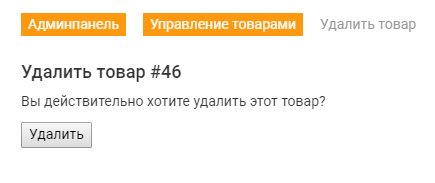 Админпанель Управление товарами Удалить товар
Удалить товар #46
Вы действительно хотите удалить этот товар?
Удалить